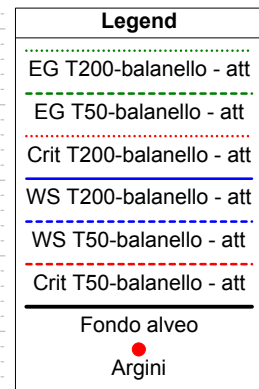 Legend
EG T200-balanello - att
EG T50-balanello - att
Crit T200-balanello - att
WS T200-balanello - att
WS T50-balanello - att
Crit T50-balanello - att
Fondo alveo
Argini